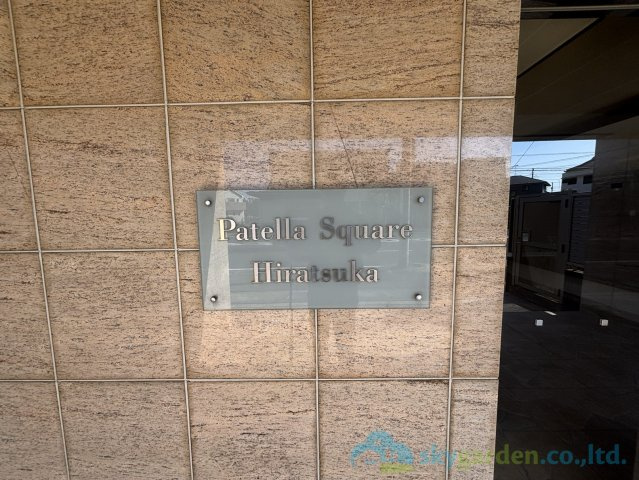 Patella Square
Hiratsuka
skygarden.co.,ltd.